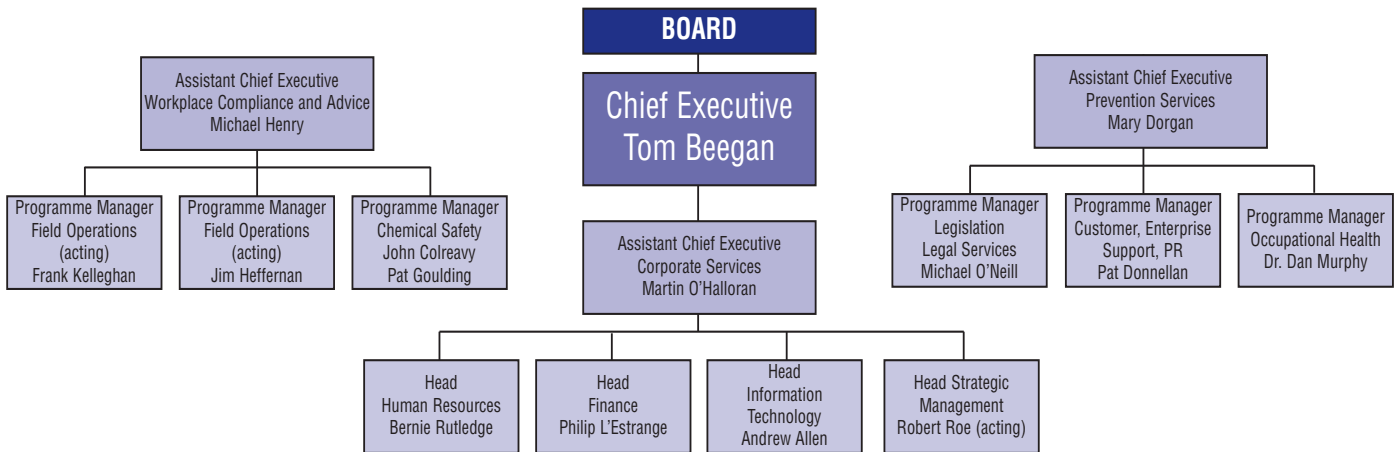 BOARD
Chief Executive
Tom Beegan
Assistant Chief Executive
Workplace Compliance and Advice
Michael Henry
Programme Manager
Field Operations
(acting)
Frank Kelleghan
Programme Manager
Field Operations
(acting)
Jim Heffernan
Programme Manager
Chemical Safety
John Colreavy
Pat Goulding
Assistant Chief Executive
Corporate Services
Martin O’Halloran
Head
Human Resources
Bernie Rutledge
Head
Finance
Philip L’Estrange
Head
Information
Technology
Andrew Allen
Head Strategic
Management
Robert Roe (acting)
Assistant Chief Executive
Prevention Services
Mary Dorgan
Programme Manager
Legislation
Legal Services
Michael O’Neill
Programme Manager
Customer, Enterprise
Support, PR
Pat Donnellan
Programme Manager
Occupational Health
Dr. Dan Murphy